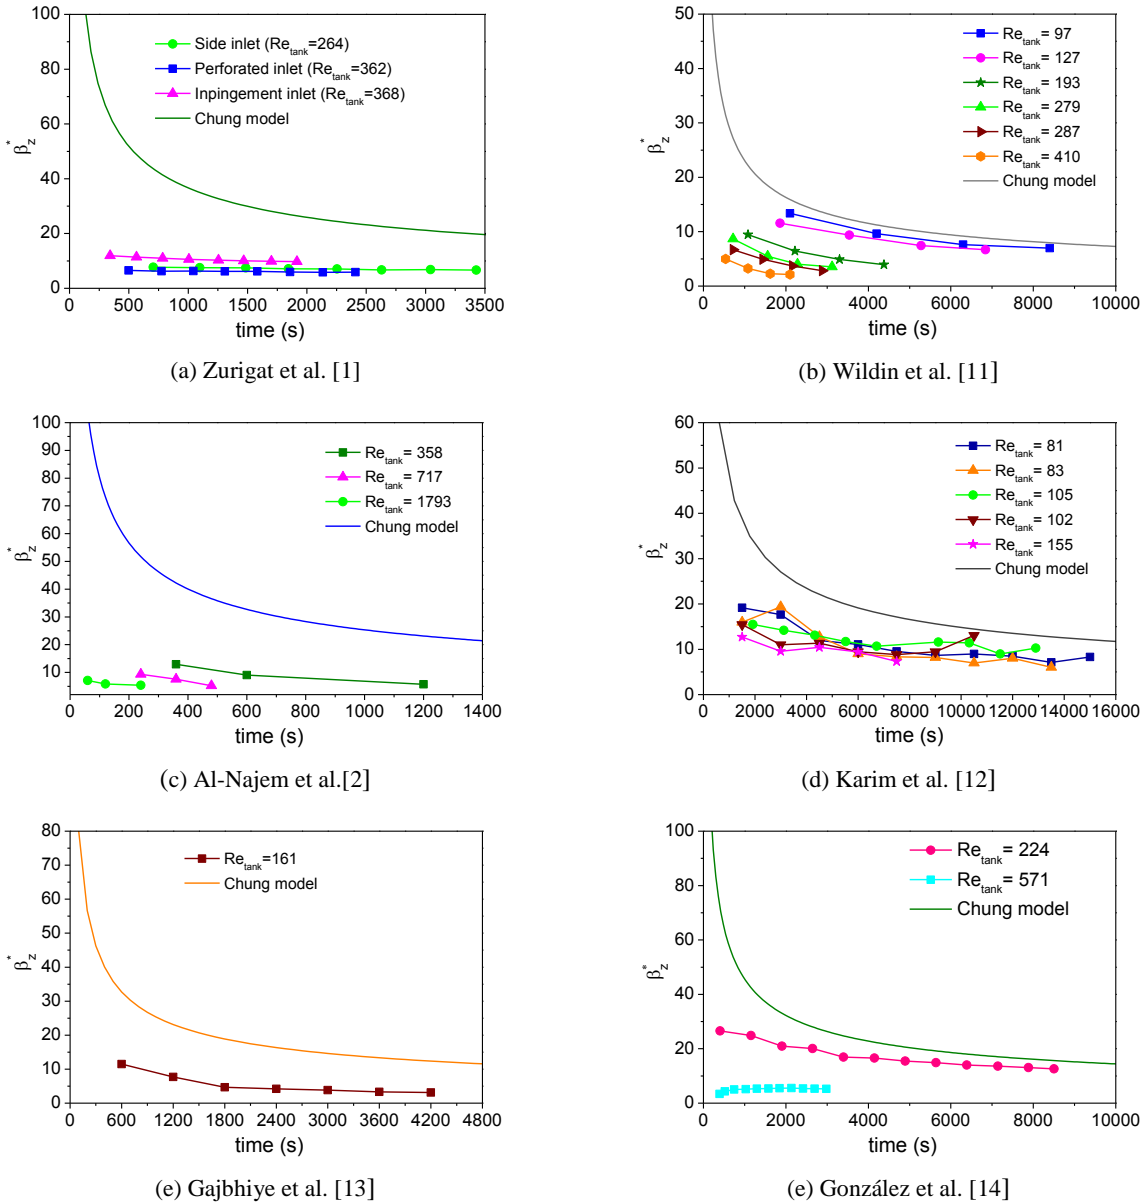 100
80
60
40
20
0
β*z
0 500 1000 1500 2000 2500 3000 3500
time (s)
Side inlet (Retank=264)
Perforated inlet (Retank=362)
Inpingement inlet (Retank=368)
Chung model
(a) Zurigat et al. [1]
50
40
30
20
10
0
β*z
0 2000 4000 6000 8000 10000
time (s)
Retank = 97
Retank = 127
Retank = 193
Retank = 279
Retank = 287
Retank = 410
Chung model
(b) Wildin et al. [11]
100
90
80
70
60
50
40
30
20
10
β*z
0 200 400 600 800 1000 1200 1400
time (s)
Retank = 358
Retank = 717
Retank = 1793
Chung model
(c) Al-Najem et al.[2]
60
50
40
30
20
10
0
β*z
0 2000 4000 6000 8000 10000 12000 14000 16000
time (s)
Retank = 81
Retank = 83
Retank = 105
Retank = 102
Retank = 155
Chung model
(d) Karim et al. [12]
80
70
60
50
40
30
20
10
0
β*z
0 600 1200 1800 2400 3000 3600 4200 4800
time (s)
Retank=161
Chung model
(e) Gajbhiye et al. [13]
100
80
60
40
20
0
β*z
0 2000 4000 6000 8000 10000
time (s)
Retank = 224
Retank = 571
Chung model
(e) González et al. [14]